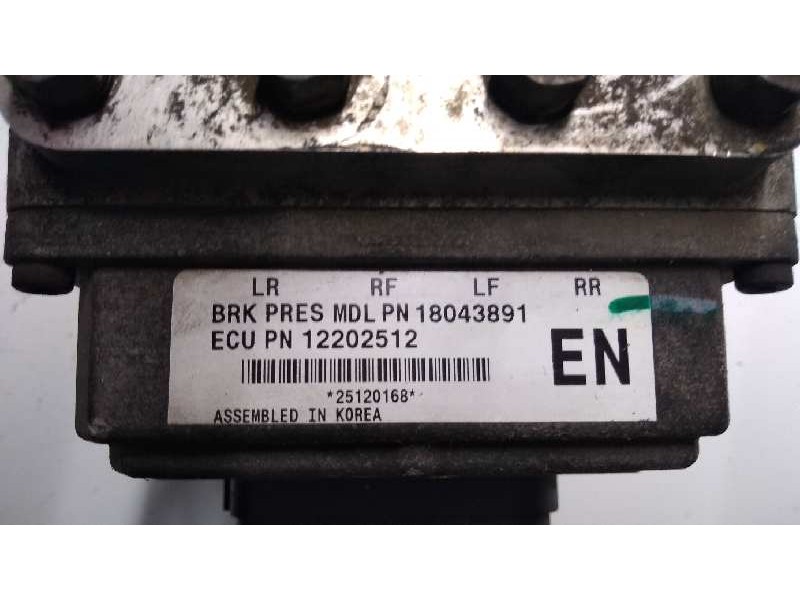 LR RF LF RR
BRK PRES MDL PN 18043891
ECU PN 12202512
EN
*25120168*
ASSEMBLED IN KOREA